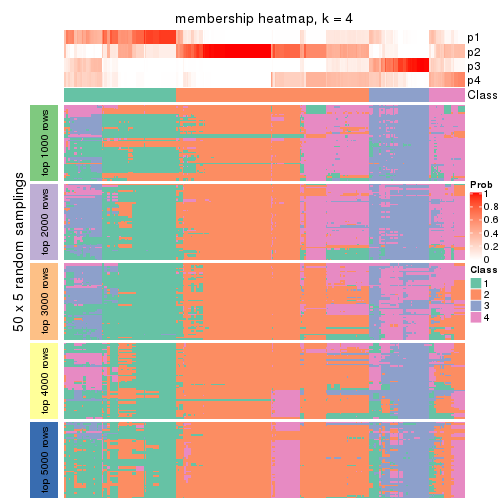 membership heatmap, k = 4
p1
p2
p3
p4
Class
50 x 5 random samplings
top 1000 rows
top 2000 rows
top 3000 rows
top 4000 rows
top 5000 rows
Prob
1
0.8
0.6
0.4
0.2
0
Class
1
2
3
4